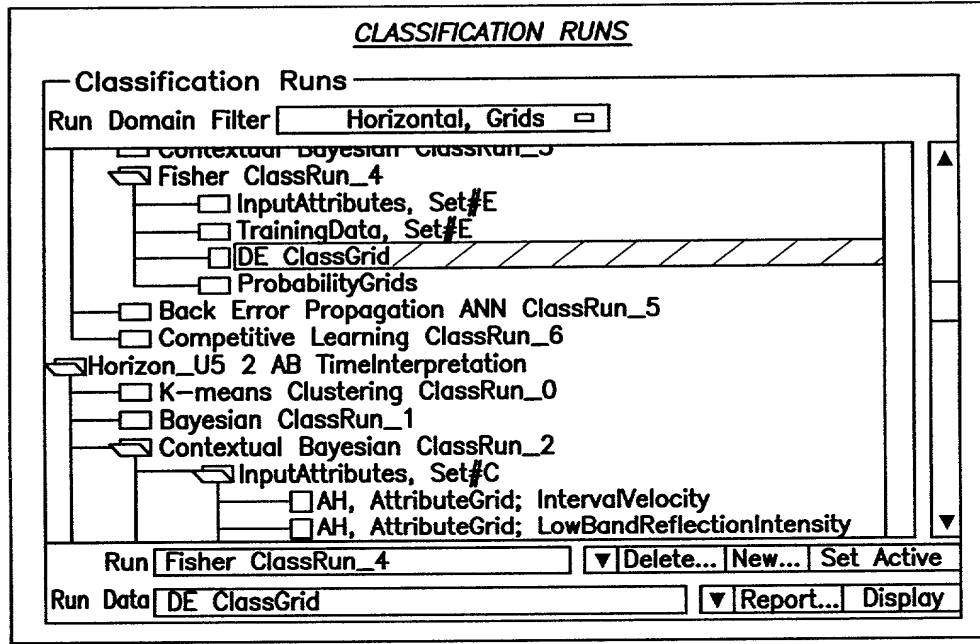 CLASSIFICATION RUNS
Classification Runs
Run Domain Filter Horizontal, Grids
Contextual Bayesian ClassRun_3
Fisher ClassRun_4
InputAttributes, Set#E
TrainingData, Set#E
DE ClassGrid
ProbabilityGrids
Back Error Propagation ANN ClassRun_5
Competitive Learning ClassRun_6
Horizon_U5 2 AB TimeInterpretation
K-means Clustering ClassRun_0
Bayesian ClassRun_1
Contextual Bayesian ClassRun_2
InputAttributes, Set#C
AH, AttributeGrid; IntervalVelocity
AH, AttributeGrid; LowBandReflectionIntensity
Run Fisher ClassRun_4 ▼ Delete... New... Set Active
Run Data DE ClassGrid ▼ Report... Display